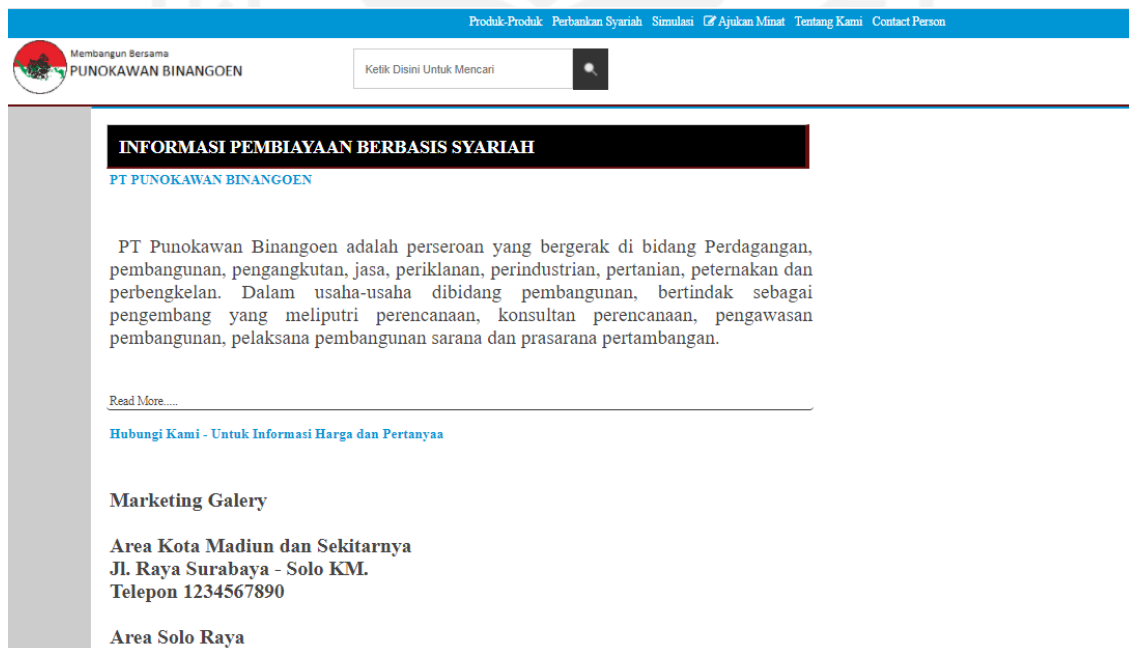 Produk-Produk Perbankan Syariah Simulasi Ajukan Minat Tentang Kami Contact Person
Membangun Bersama
PUNOKAWAN BINANGOEN
Ketik Disini Untuk Mencari
INFORMASI PEMBIAYAAN BERBASIS SYARIAH
PT PUNOKAWAN BINANGOEN
PT Punokawan Binangoen adalah perseroan yang bergerak di bidang Perdagangan,
pembangunan, pengangkutan, jasa, periklanan, perindustrian, pertanian, peternakan dan
perbengkelan. Dalam usaha-usaha dibidang pembangunan, bertindak sebagai
pengembang yang meliputri perencanaan, konsultan perencanaan, pengawasan
pembangunan, pelaksana pembangunan sarana dan prasarana pertambangan.
Read More.....
Hubungi Kami - Untuk Informasi Harga dan Pertanyaa
Marketing Galery
Area Kota Madiun dan Sekitarnya
Jl. Raya Surabaya - Solo KM.
Telepon 1234567890
Area Solo Raya